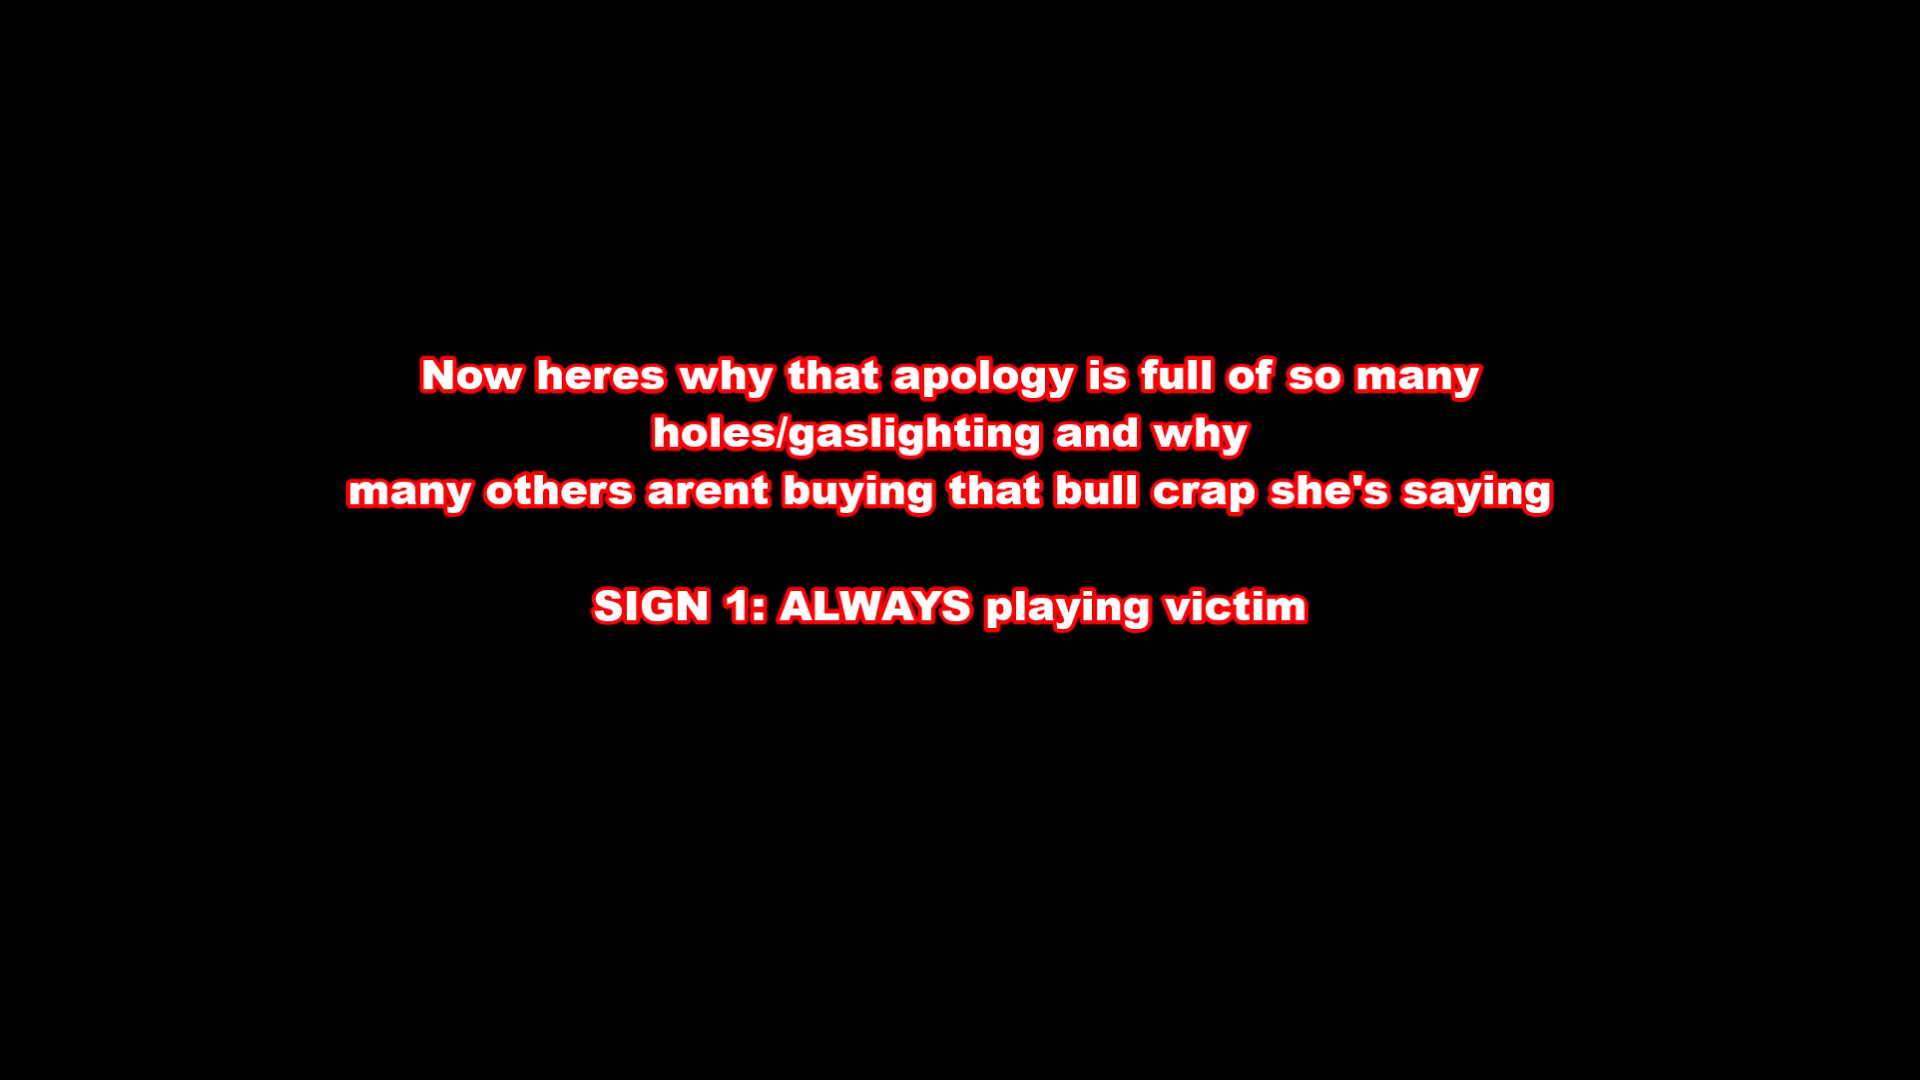 Now heres why that apology is full of so many
holes/gaslighting and why
many others arent buying that bull crap she's saying
SIGN 1: ALWAYS playing victim